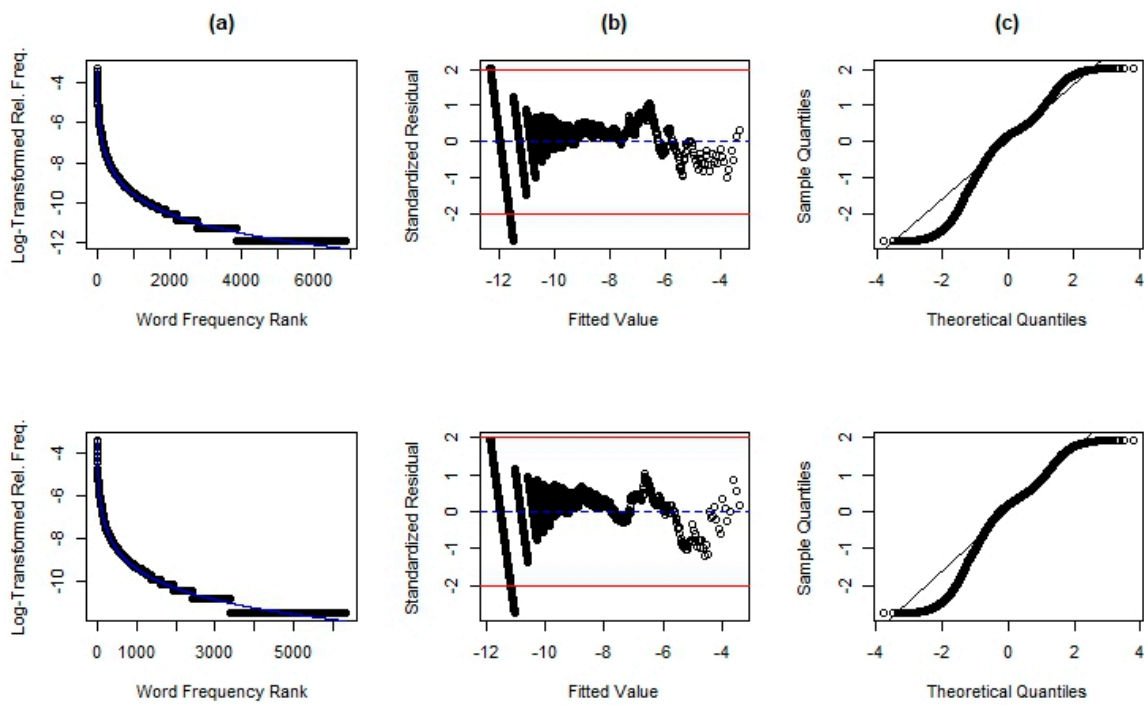 (a) (b) (c)
Log-Transformed Rel. Freq.
-4
-6
-8
-10
-12
0 2000 4000 6000
Word Frequency Rank
Standardized Residual
2
1
0
-1
-2
-12 -10 -8 -6 -4
Fitted Value
Sample Quantiles
2
1
0
-1
-2
-4 -2 0 2 4
Theoretical Quantiles
Log-Transformed Rel. Freq.
-4
-6
-8
-10
0 1000 3000 5000
Word Frequency Rank
Standardized Residual
2
1
0
-1
-2
-12 -10 -8 -6 -4
Fitted Value
Sample Quantiles
2
1
0
-1
-2
-4 -2 0 2 4
Theoretical Quantiles